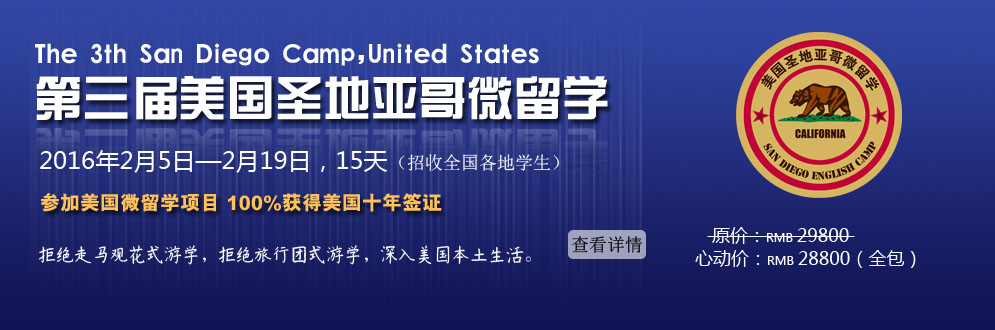 The 3th San Diego Camp,United States
第三届美国圣地亚哥微留学
2016年2月5日—2月19日，15天（招收全国各地学生）
参加美国微留学项目 100%获得美国十年签证
拒绝走马观花式游学，拒绝旅行团式游学，深入美国本土生活。
查看详情
美国圣地亚哥微留学
CALIFORNIA
SAN DIEGO ENGLISH CAMP
原价：RMB 29800
心动价：RMB 28800（全包）